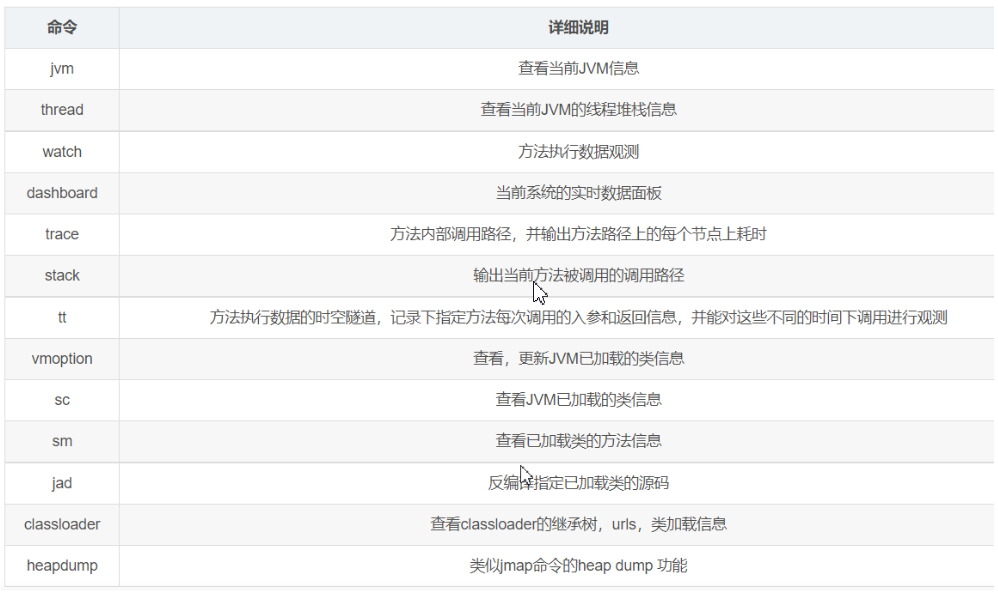 命令 详细说明
jvm 查看当前JVM信息
thread 查看当前JVM的线程堆栈信息
watch 方法执行数据观测
dashboard 当前系统的实时数据面板
trace 方法内部调用路径，并输出方法路径上的每个节点上耗时
stack 输出当前方法被调用的调用路径
tt 方法执行数据的时空隧道，记录下指定方法每次调用的入参和返回信息，并能对这些不同的时间下调用进行观测
vmoption 查看，更新JVM已加载的类信息
sc 查看JVM已加载的类信息
sm 查看已加载类的方法信息
jad 反编译指定已加载类的源码
classloader 查看classloader的继承树，urls，类加载信息
heapdump 类似jmap命令的heap dump 功能